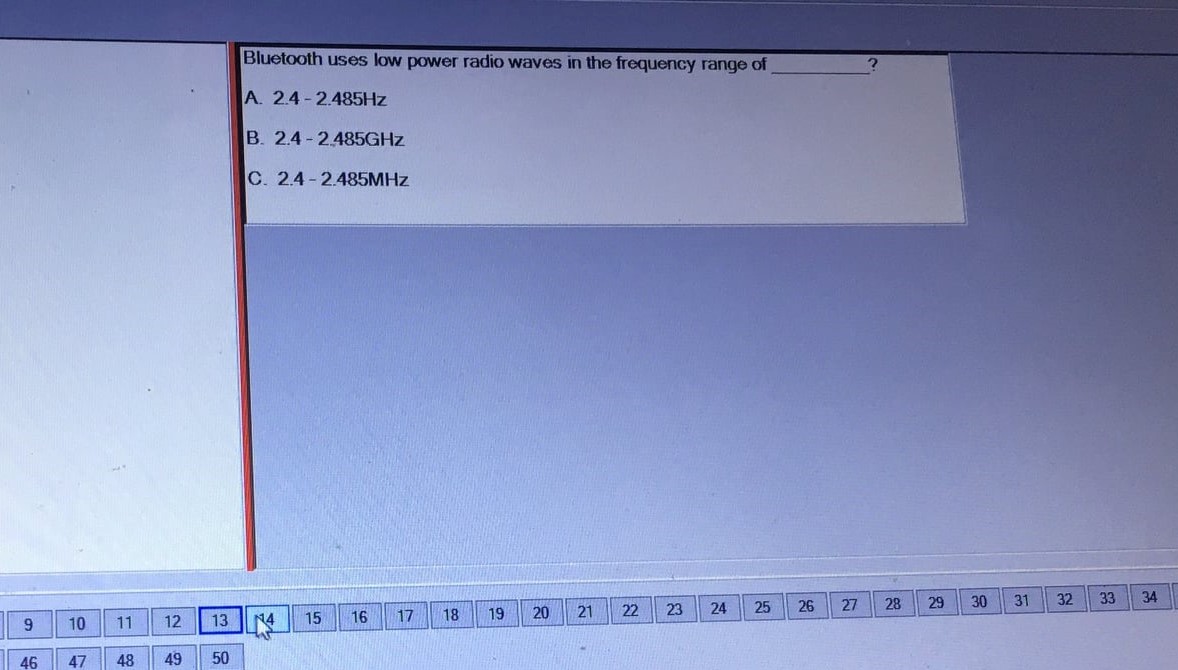 Bluetooth uses low power radio waves in the frequency range of __________?
A. 2.4 - 2.485Hz
B. 2.4 - 2.485GHz
C. 2.4 - 2.485MHz
9 10 11 12 13 14 15 16 17 18 19 20 21 22 23 24 25 26 27 28 29 30 31 32 33 34
46 47 48 49 50